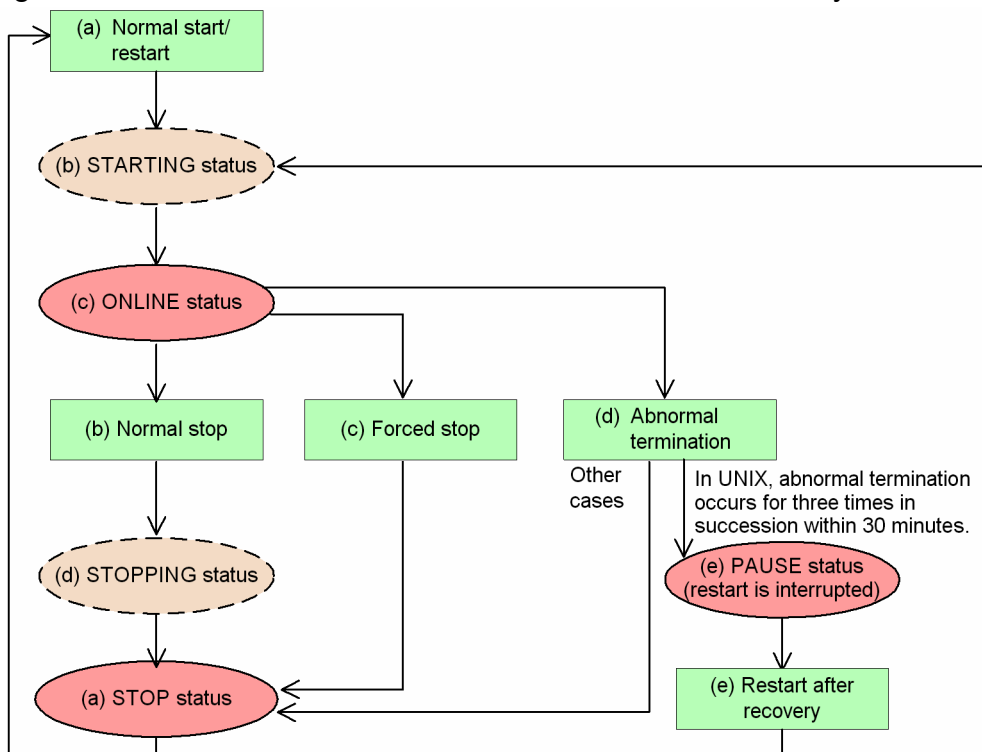 (a) Normal start/
restart
(b) STARTING status
(c) ONLINE status
(b) Normal stop
(c) Forced stop
(d) Abnormal
termination
Other
cases
In UNIX, abnormal termination
occurs for three times in
succession within 30 minutes.
(d) STOPPING status
(e) PAUSE status
(restart is interrupted)
(a) STOP status
(e) Restart after
recovery